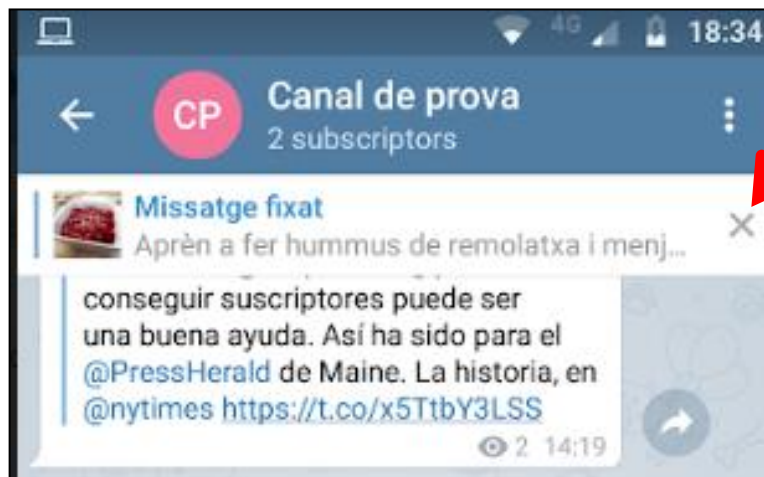 4G 18:34
CP
Canal de prova
2 subscriptors
Missatge fixat
Aprèn a fer hummus de remolatxa i menj...
conseguir suscriptores puede ser
una buena ayuda. Así ha sido para el
@PressHerald de Maine. La historia, en
@nytimes https://t.co/x5TtbY3LSS
2 14:19